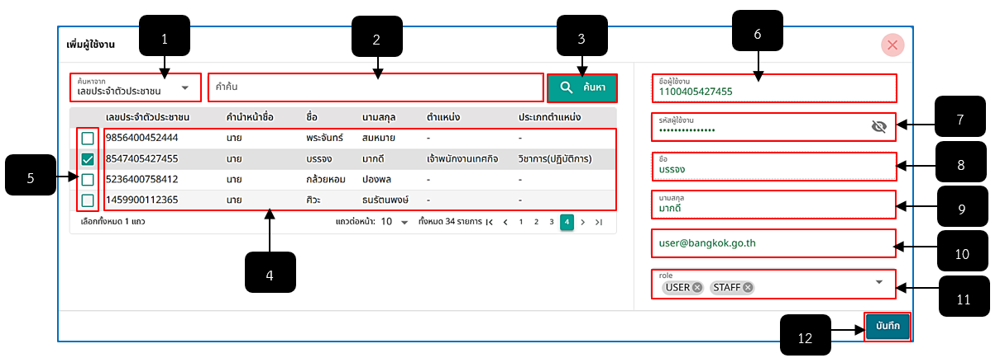 1
2
3
6
เพิ่มผู้ใช้งาน
ค้นหาจาก
เลขประจำตัวประชาชน
คำค้น
ค้นหา
เลขประจำตัวประชาชน คำนำหน้าชื่อ ชื่อ นามสกุล ตำแหน่ง ประเภทตำแหน่ง
9856400452444 นาย พระจันทร์ สมหมาย - -
8547405427455 นาย บรรจง มากดี เจ้าพนักงานเทศกิจ วิชาการ(ปฏิบัติการ)
5236400758412 นาย กล้วยหอม ปองพล - -
1459900112365 นาย ศิวะ ธนรัตนพงษ์ - -
เลือกทั้งหมด 1 แถว
แถวต่อหน้า: 10 ทั้งหมด 34 รายการ 1 2 3 4
5
4
ชื่อผู้ใช้งาน
1100405427455
รหัสผู้ใช้งาน
•••••••••••••••
7
ชื่อ
บรรจง
8
นามสกุล
มากดี
9
user@bangkok.go.th
10
role
USER STAFF
11
บันทึก
12